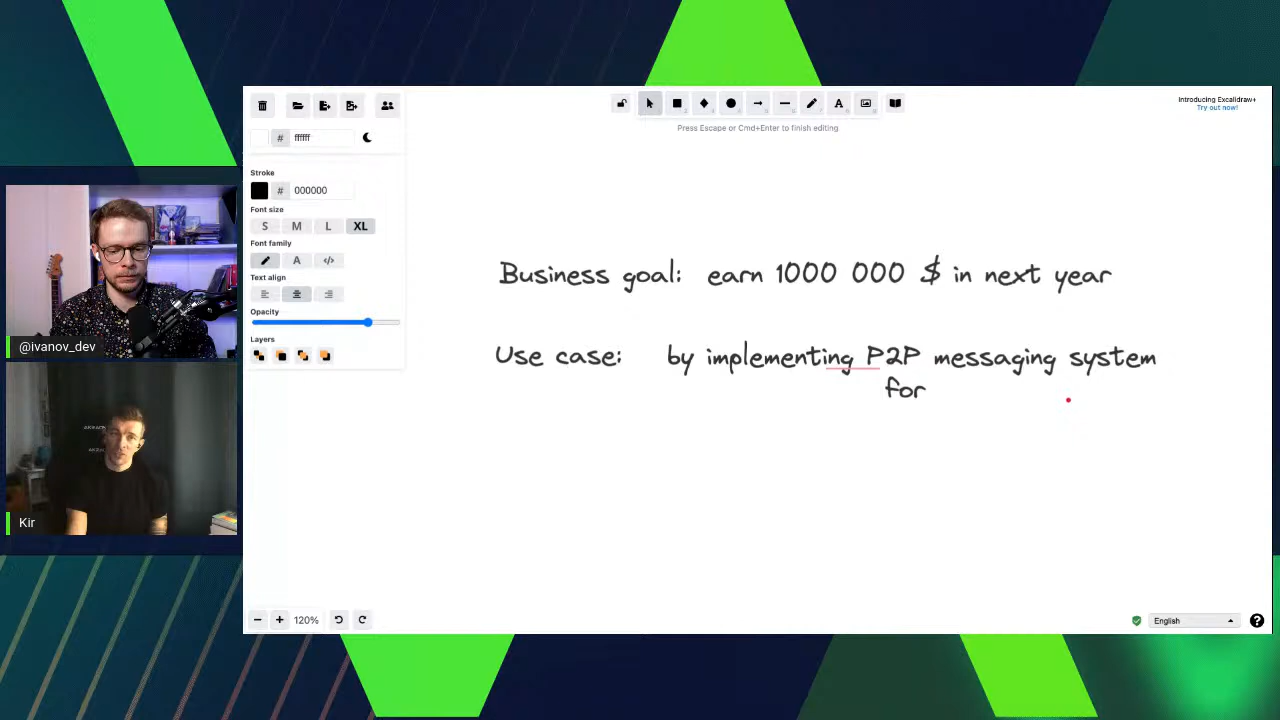 Introducing Excalidraw+
Try out now!
Press Escape or Cmd+Enter to finish editing
# ffffff
Stroke
# 000000
Font size
S M L XL
Font family
A </>
Text align
Opacity
Layers
Business goal: earn 1000 000 $ in next year
Use case: by implementing P2P messaging system
for
@ivanov_dev
Kir
120%
English